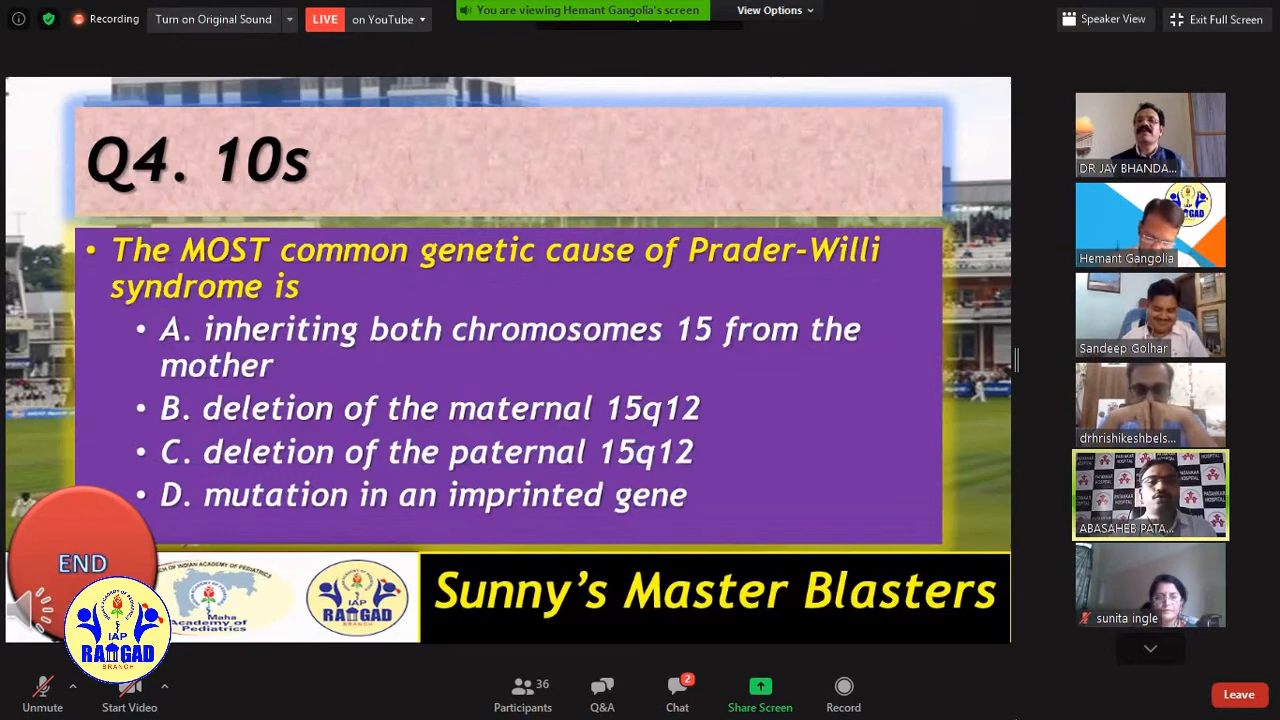 Recording
Turn on Original Sound
LIVE
on YouTube
You are viewing Hemant Gangolia's screen
View Options
Speaker View
Exit Full Screen
Q4. 10s
• The MOST common genetic cause of Prader-Willi
syndrome is
• A. inheriting both chromosomes 15 from the
mother
• B. deletion of the maternal 15q12
• C. deletion of the paternal 15q12
• D. mutation in an imprinted gene
END
Maha
Academy of
Pediatrics
IAP
RAIGAD
BRANCH
IAP
RAIGAD
BRANCH
Sunny's Master Blasters
DR JAY BHANDA...
Hemant Gangolia
Sandeep Golhar
drhrishikeshbels...
ABASAHEB PATA...
sunita ingle
Unmute
Start Video
36
Participants
Q&A
2
Chat
Share Screen
Record
Leave